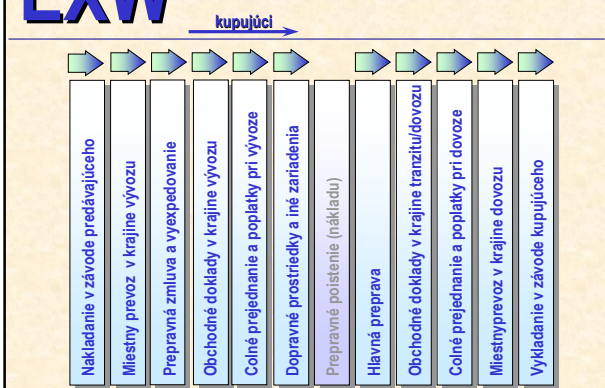 EXW
kupujúci
Nakladanie v závode predávajúceho
Miestny prevoz v krajine vývozu
Prepravná zmluva a vyexpedovanie
Obchodné doklady v krajine vývozu
Colné prejednanie a poplatky pri vývoze
Dopravné prostriedky a iné zariadenia
Prepravné poistenie (nákladu)
Hlavná preprava
Obchodné doklady v krajine tranzitu/dovozu
Colné prejednanie a poplatky pri dovoze
Miestnyprevoz v krajine dovozu
Vykladanie v závode kupujúceho